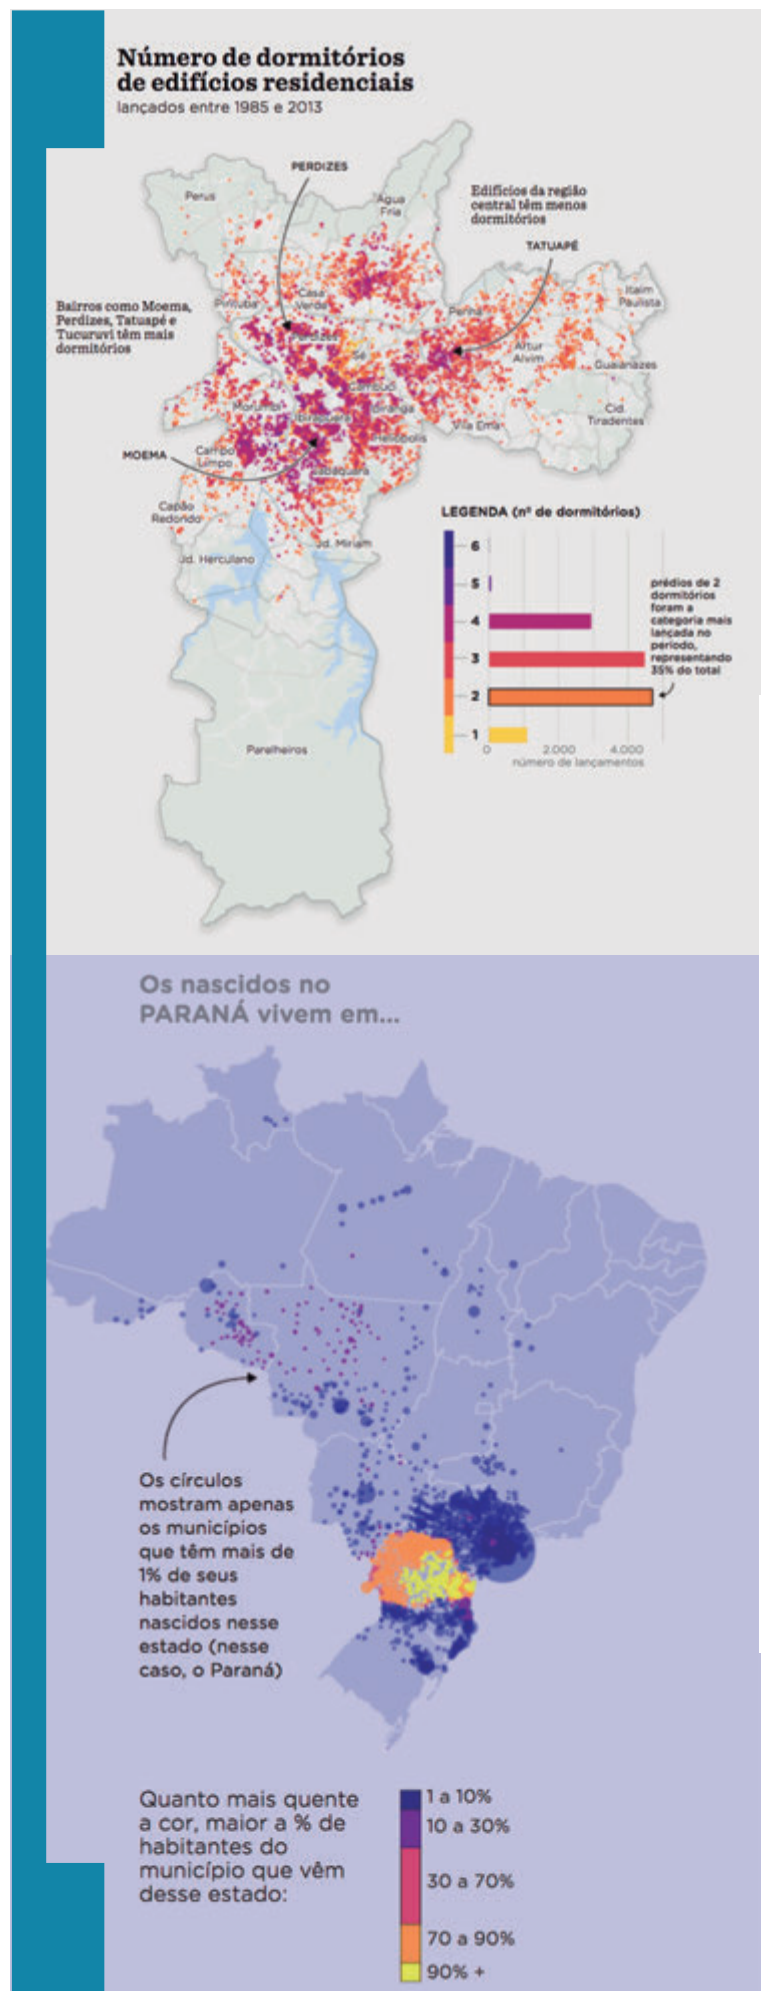 Número de dormitórios
de edifícios residenciais
lançados entre 1985 e 2013
PERDIZES
Perus
Água
Fria
Edifícios da região
central têm menos
dormitórios
TATUAPÉ
Bairros como Moema,
Perdizes, Tatuapé e
Tucuruvi têm mais
dormitórios
Pirituba
Casa
Verde
Penha
Itaim
Paulista
Perdizes
Sé
Artur
Alvim
Guaianazes
Cambuci
Morumbi
Ibirapuera
Ipiranga
Cid.
Tiradentes
Vila Ema
Heliópolis
MOEMA
Campo
Limpo
Jabaquara
Capão
Redondo
Jd. Miriam
Jd. Herculano
Parelheiros
LEGENDA (nº de dormitórios)
6
5
4
3
2
1
prédios de 2
dormitórios
foram a
categoria mais
lançada no
período,
representando
35% do total
0 2.000 4.000
número de lançamentos
Os nascidos no
PARANÁ vivem em...
Os círculos
mostram apenas
os municípios
que têm mais de
1% de seus
habitantes
nascidos nesse
estado (nesse
caso, o Paraná)
Quanto mais quente
a cor, maior a % de
habitantes do
município que vêm
desse estado:
1 a 10%
10 a 30%
30 a 70%
70 a 90%
90% +